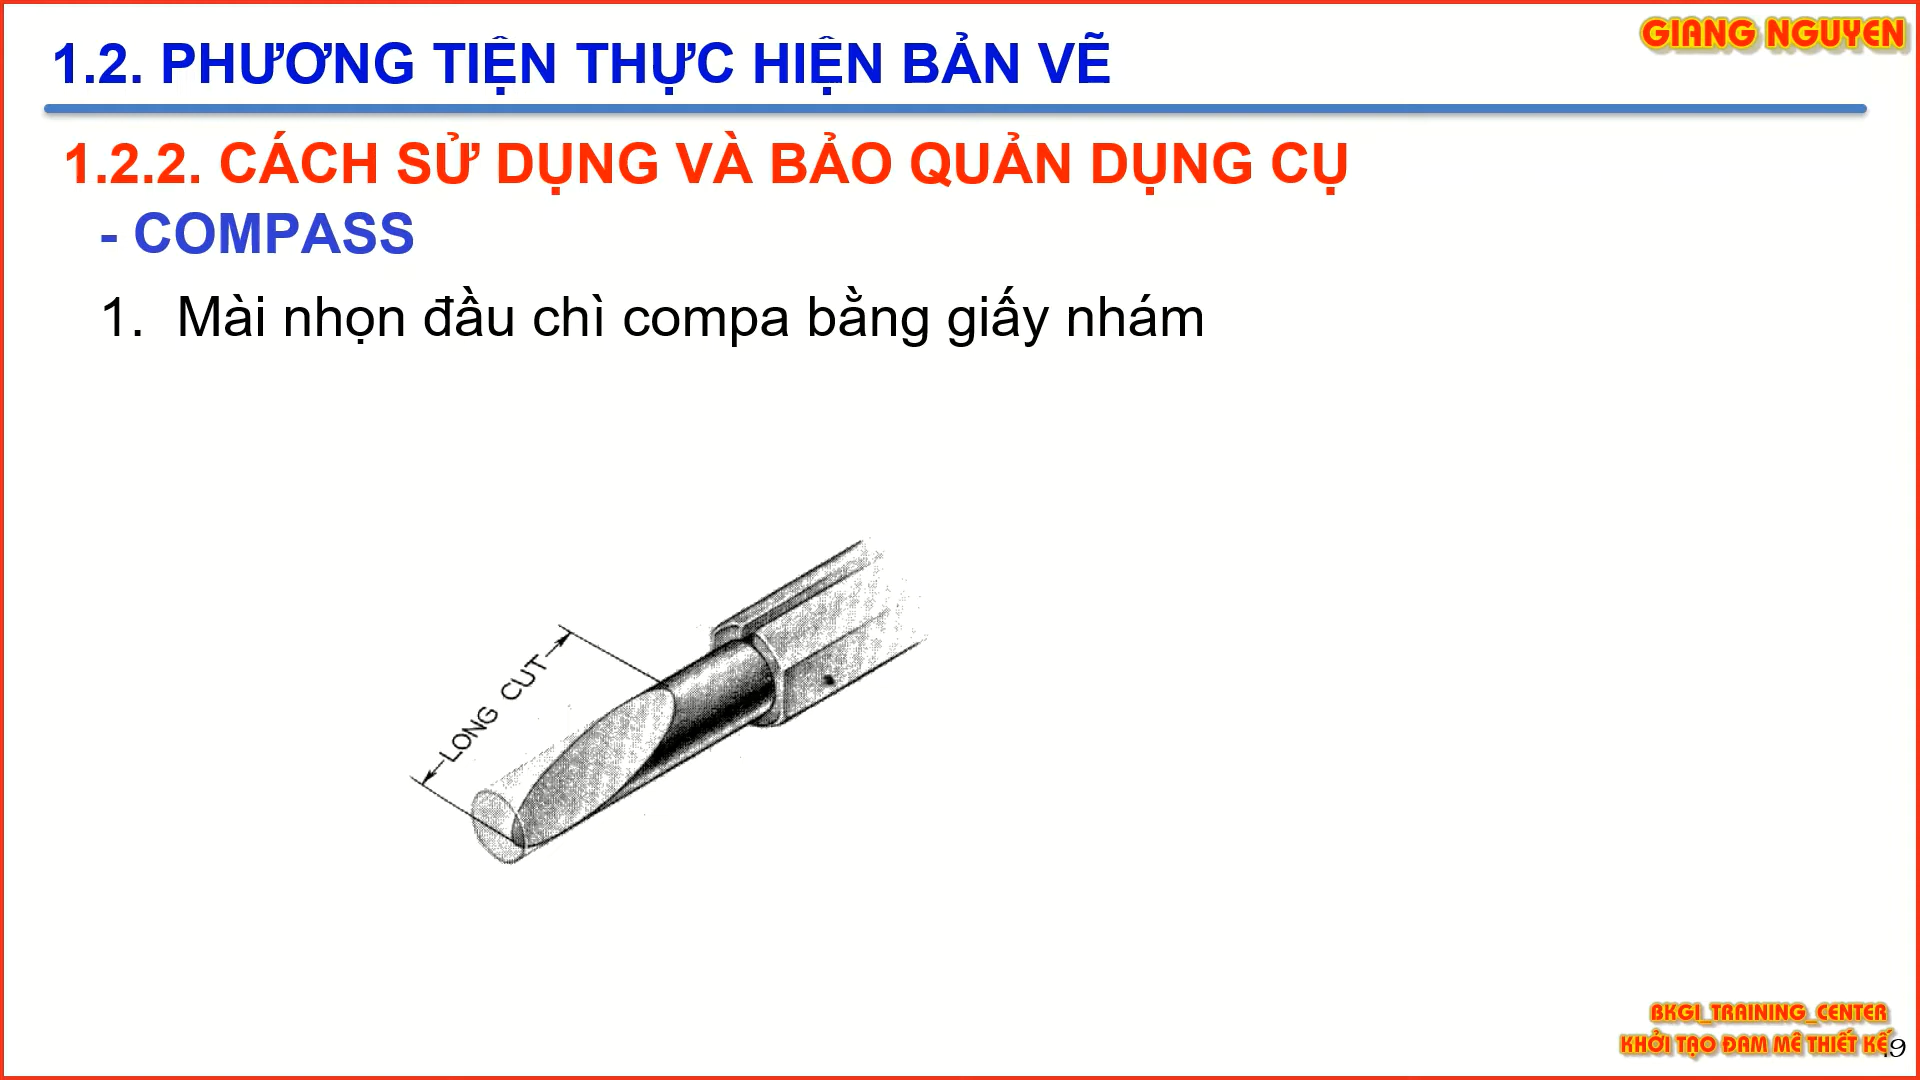 GIANG NGUYEN
1.2. PHƯƠNG TIỆN THỰC HIỆN BẢN VẼ
1.2.2. CÁCH SỬ DỤNG VÀ BẢO QUẢN DỤNG CỤ
- COMPASS
1. Mài nhọn đầu chì compa bằng giấy nhám
LONG CUT
BKGI_TRAINING_CENTER
KHỞI TẠO ĐAM MÊ THIẾT KẾ